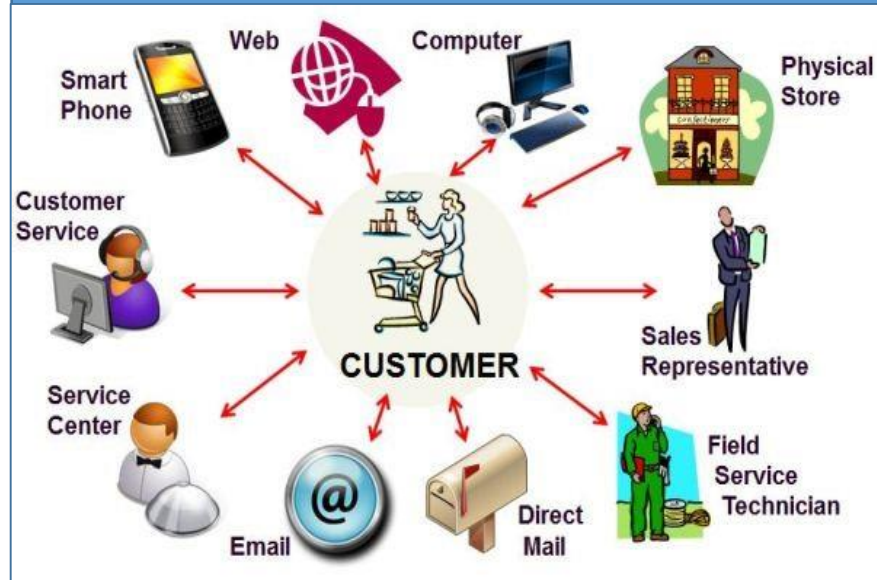 Web
Computer
Smart
Phone
Physical
Store
Customer
Service
Sales
Representative
CUSTOMER
Service
Center
Field
Service
Technician
Email
@
Direct
Mail